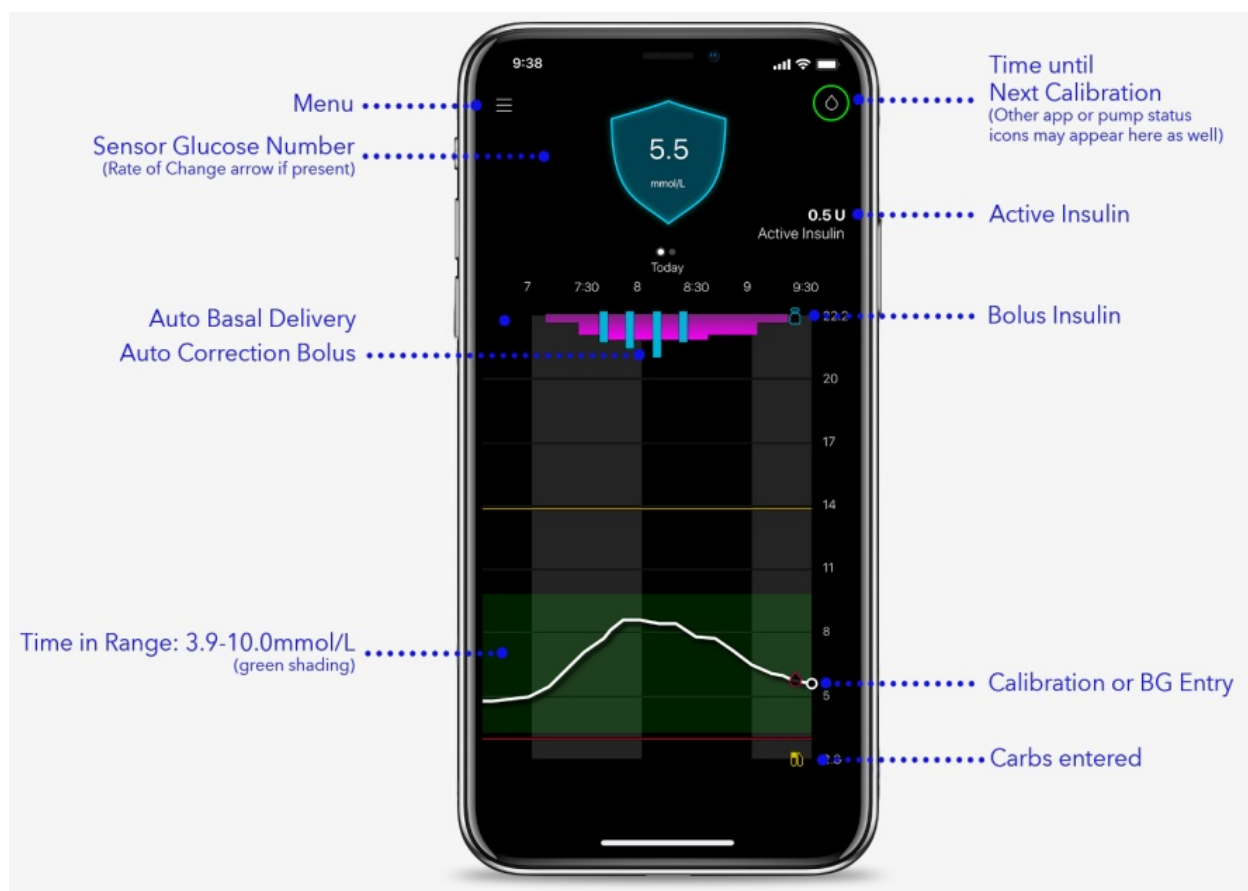 9:38
Menu
Sensor Glucose Number
(Rate of Change arrow if present)
5.5
mmol/L
Time until
Next Calibration
(Other app or pump status
icons may appear here as well)
0.5 U
Active Insulin
Active Insulin
Today
7 7:30 8 8:30 9 9:30
Auto Basal Delivery
Auto Correction Bolus
22.2
Bolus Insulin
20
17
14
11
8
Time in Range: 3.9-10.0mmol/L
(green shading)
5
Calibration or BG Entry
Carbs entered